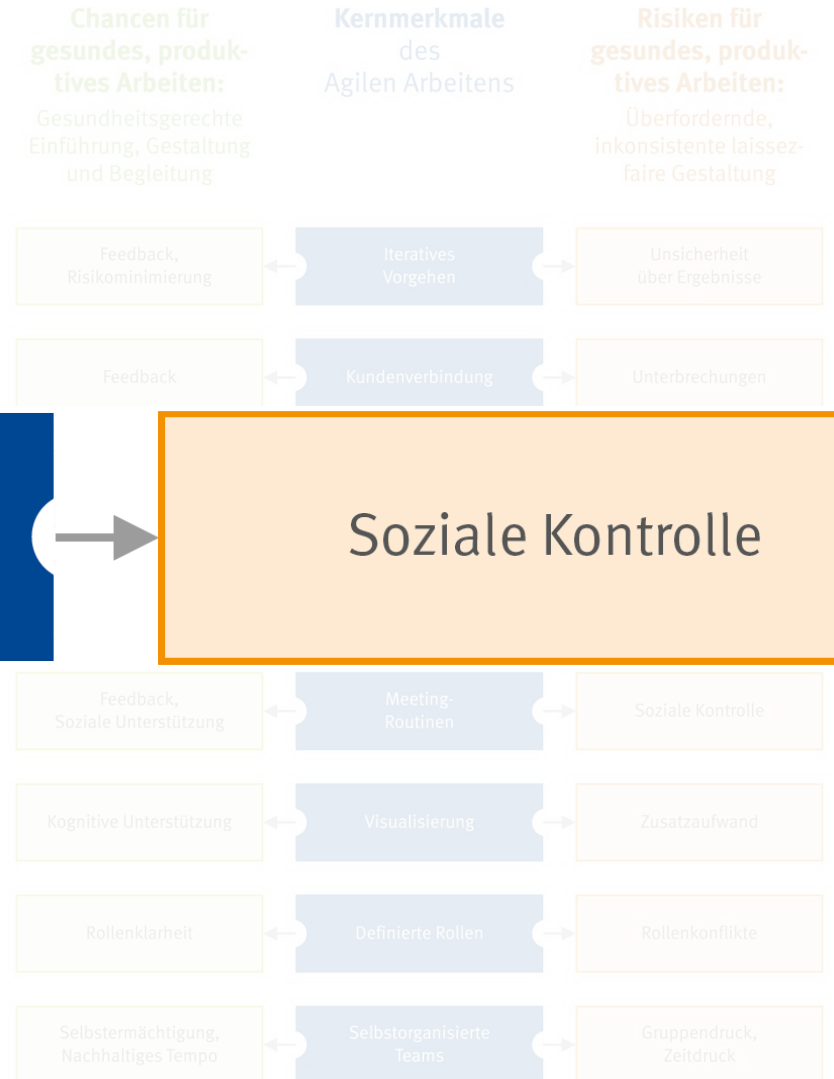 Chancen für
gesundes, produk-
tives Arbeiten:
Gesundheitsgerechte
Einführung, Gestaltung
und Begleitung
Kernmerkmale
des
Agilen Arbeitens
Risiken für
gesundes, produk-
tives Arbeiten:
Überfordernde,
inkonsistente laissez-
faire Gestaltung
Feedback,
Risikominimierung
Iteratives
Vorgehen
Unsicherheit
über Ergebnisse
Feedback
Kundenverbindung
Unterbrechungen
Soziale Kontrolle
Feedback,
Soziale Unterstützung
Meeting-
Routinen
Soziale Kontrolle
Kognitive Unterstützung
Visualisierung
Zusatzaufwand
Rollenklarheit
Definierte Rollen
Rollenkonflikte
Selbstermächtigung,
Nachhaltiges Tempo
Selbstorganisierte
Teams
Gruppendruck,
Zeitdruck